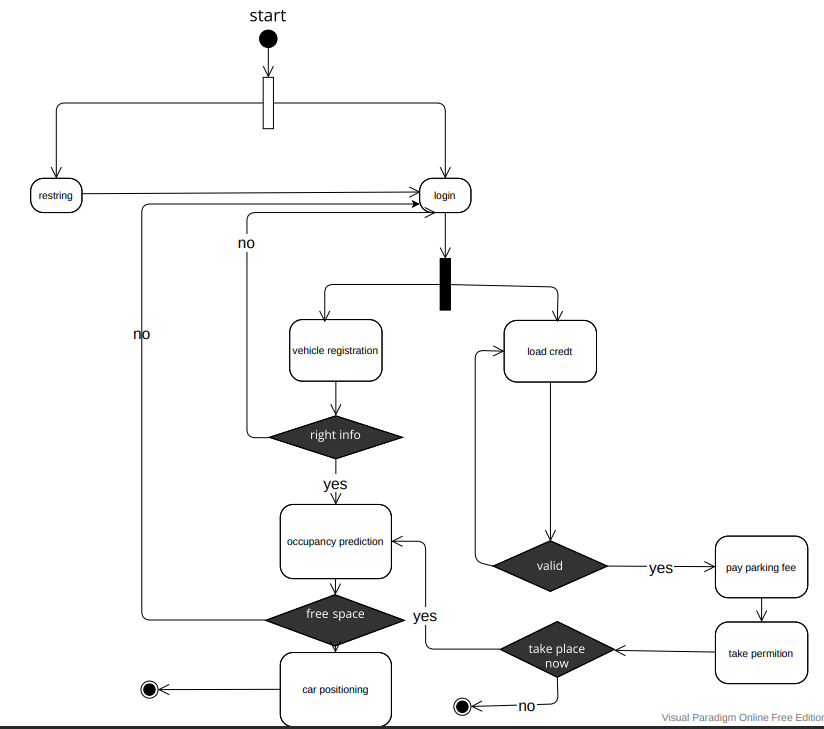 start
restring
login
no
no
vehicle registration
load credt
right info
yes
occupancy prediction
valid
yes
pay parking fee
free space
yes
take place
now
take permition
car positioning
no
Visual Paradigm Online Free Edition